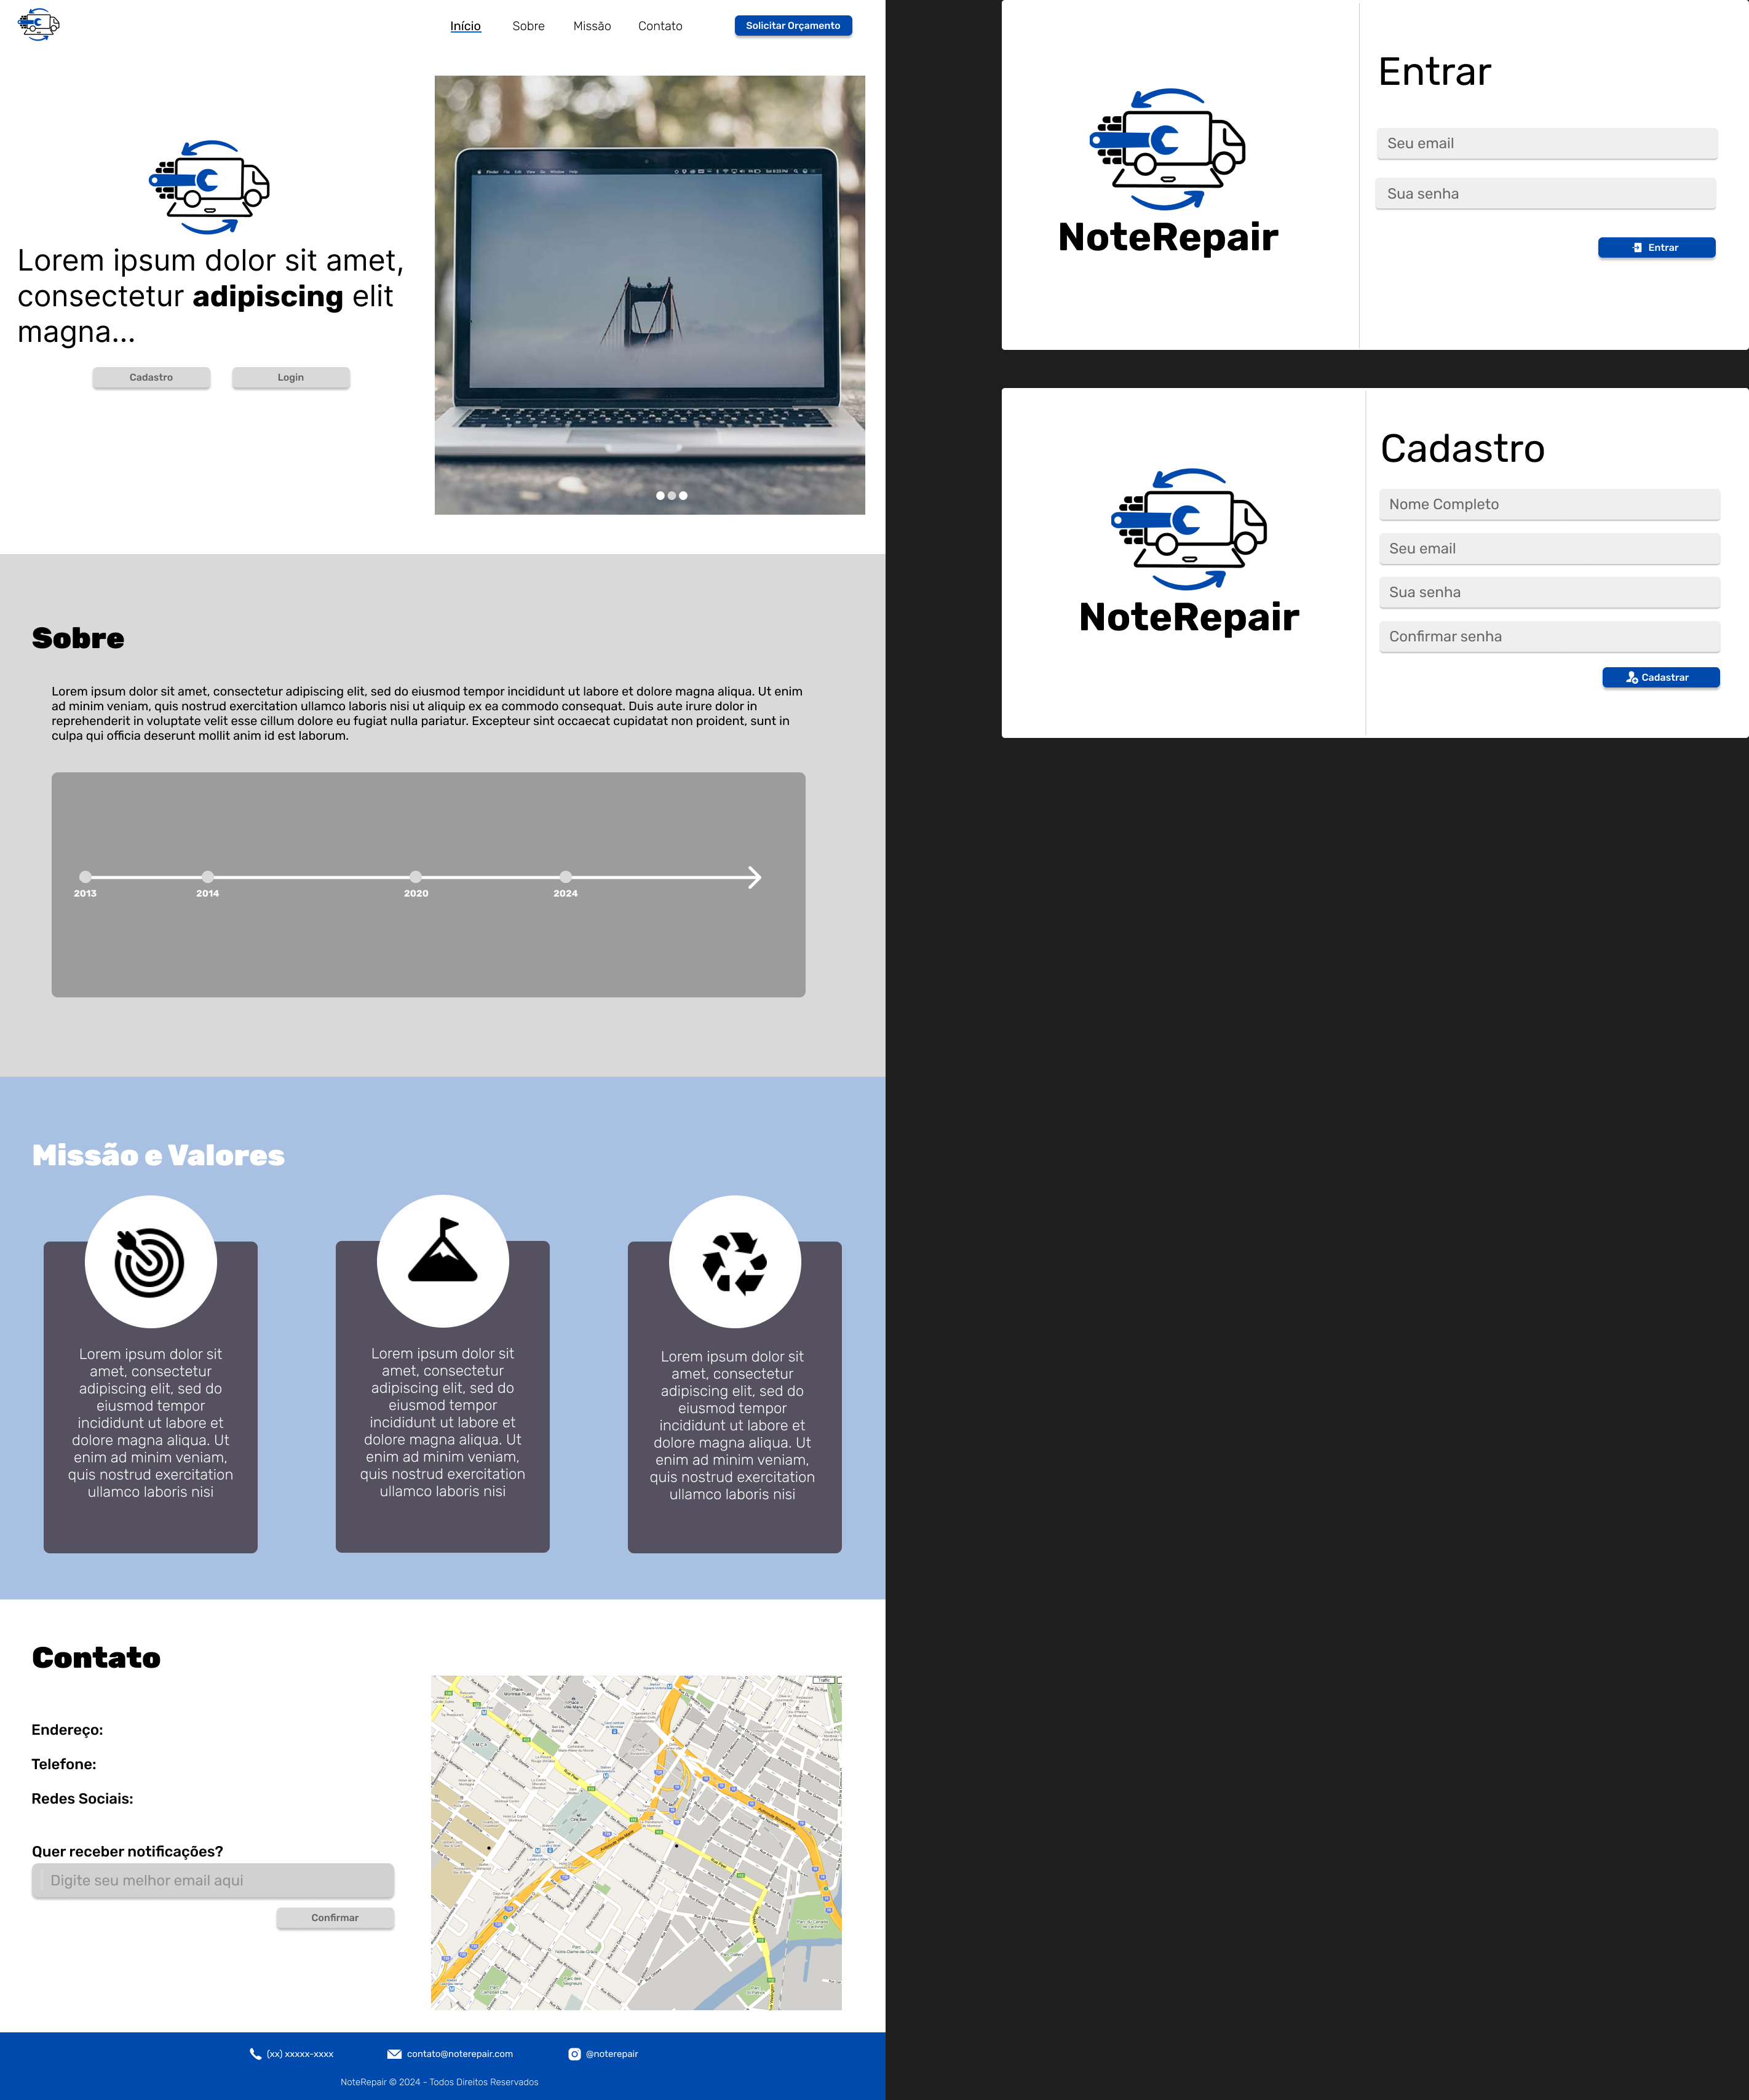 Início
Sobre
Missão
Contato
Solicitar Orçamento
Lorem ipsum dolor sit amet,
consectetur adipiscing elit
magna...
Cadastro
Login
Sobre
Lorem ipsum dolor sit amet, consectetur adipiscing elit, sed do eiusmod tempor incididunt ut labore et dolore magna aliqua. Ut enim
ad minim veniam, quis nostrud exercitation ullamco laboris nisi ut aliquip ex ea commodo consequat. Duis aute irure dolor in
reprehenderit in voluptate velit esse cillum dolore eu fugiat nulla pariatur. Excepteur sint occaecat cupidatat non proident, sunt in
culpa qui officia deserunt mollit anim id est laborum.
2013
2014
2020
2024
Missão e Valores
Lorem ipsum dolor sit
amet, consectetur
adipiscing elit, sed do
eiusmod tempor
incididunt ut labore et
dolore magna aliqua. Ut
enim ad minim veniam,
quis nostrud exercitation
ullamco laboris nisi
Lorem ipsum dolor sit
amet, consectetur
adipiscing elit, sed do
eiusmod tempor
incididunt ut labore et
dolore magna aliqua. Ut
enim ad minim veniam,
quis nostrud exercitation
ullamco laboris nisi
Lorem ipsum dolor sit
amet, consectetur
adipiscing elit, sed do
eiusmod tempor
incididunt ut labore et
dolore magna aliqua. Ut
enim ad minim veniam,
quis nostrud exercitation
ullamco laboris nisi
Contato
Endereço:
Telefone:
Redes Sociais:
Quer receber notificações?
Digite seu melhor email aqui
Confirmar
(xx) xxxxx-xxxx
contato@noterepair.com
@noterepair
NoteRepair © 2024 - Todos Direitos Reservados
NoteRepair
Entrar
Seu email
Sua senha
Entrar
NoteRepair
Cadastro
Nome Completo
Seu email
Sua senha
Confirmar senha
Cadastrar